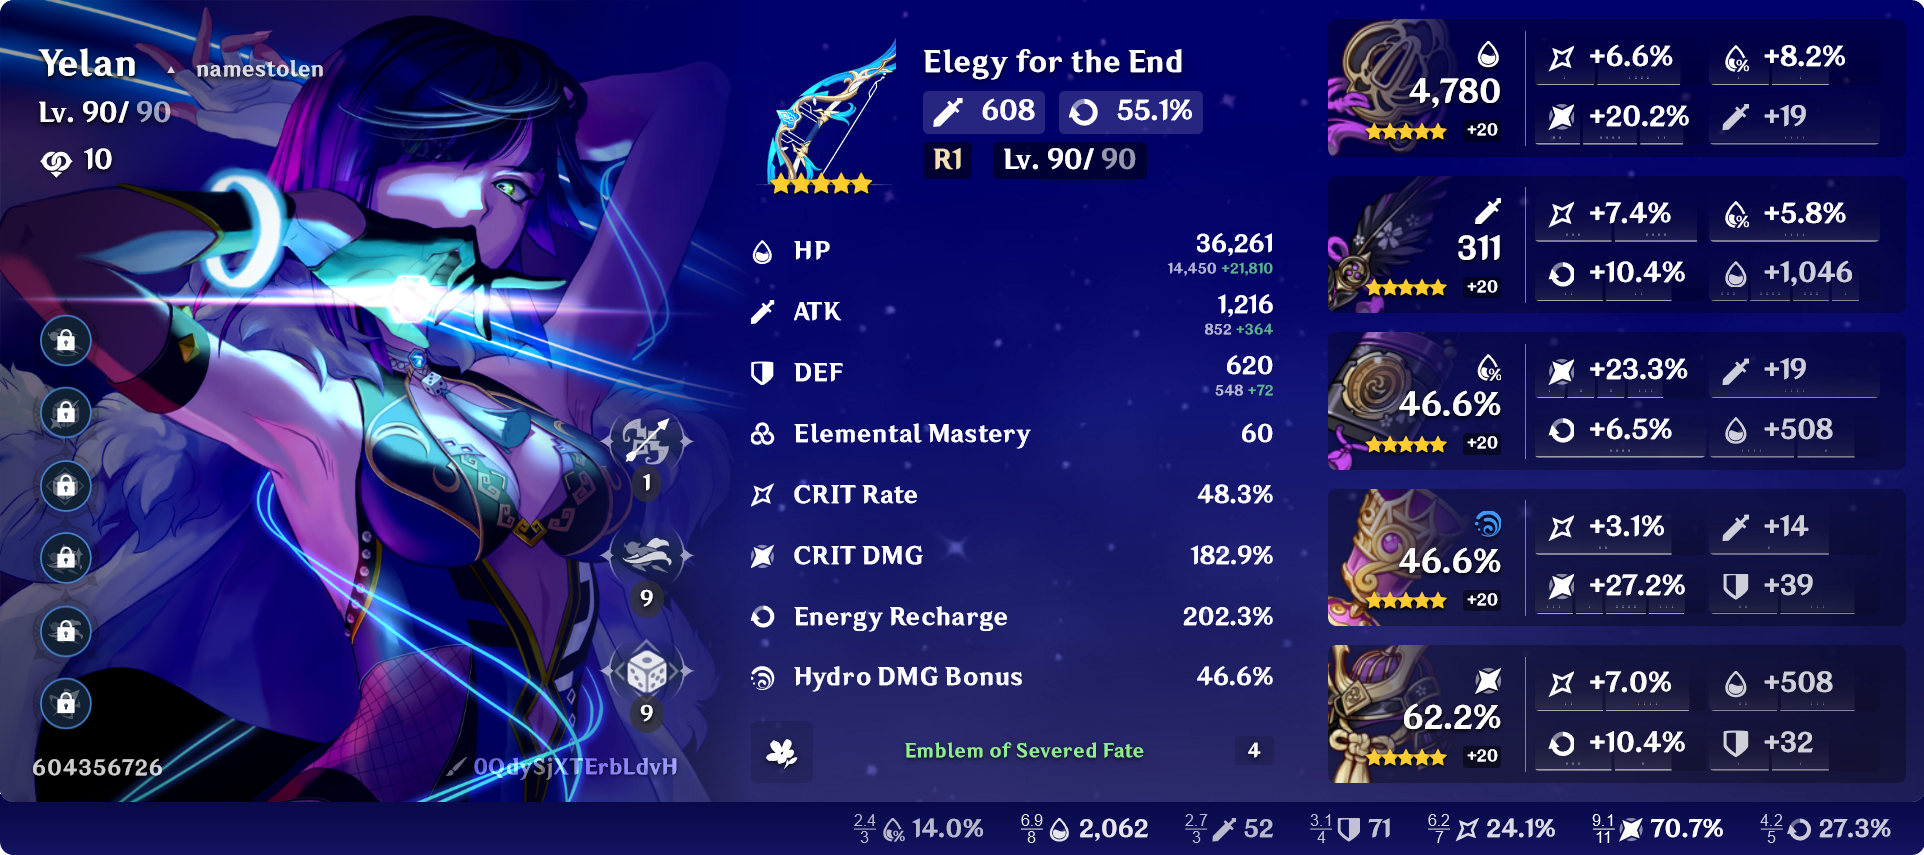 Yelan ▲ namestolen
Lv. 90/ 90
10
1
9
9
604356726
0QdySjXTErbLdvH
Elegy for the End
608 55.1%
R1 Lv. 90/ 90
HP 36,261
14,450 +21,810
ATK 1,216
852 +364
DEF 620
548 +72
Elemental Mastery 60
CRIT Rate 48.3%
CRIT DMG 182.9%
Energy Recharge 202.3%
Hydro DMG Bonus 46.6%
Emblem of Severed Fate 4
4,780
+20
+6.6% +8.2%
+20.2% +19
311
+20
+7.4% +5.8%
+10.4% +1,046
46.6%
+20
+23.3% +19
+6.5% +508
46.6%
+20
+3.1% +14
+27.2% +39
62.2%
+20
+7.0% +508
+10.4% +32
2.4/3 14.0% 6.9/8 2,062 2.7/3 52 3.1/4 71 6.2/7 24.1% 9.1/11 70.7% 4.2/5 27.3%